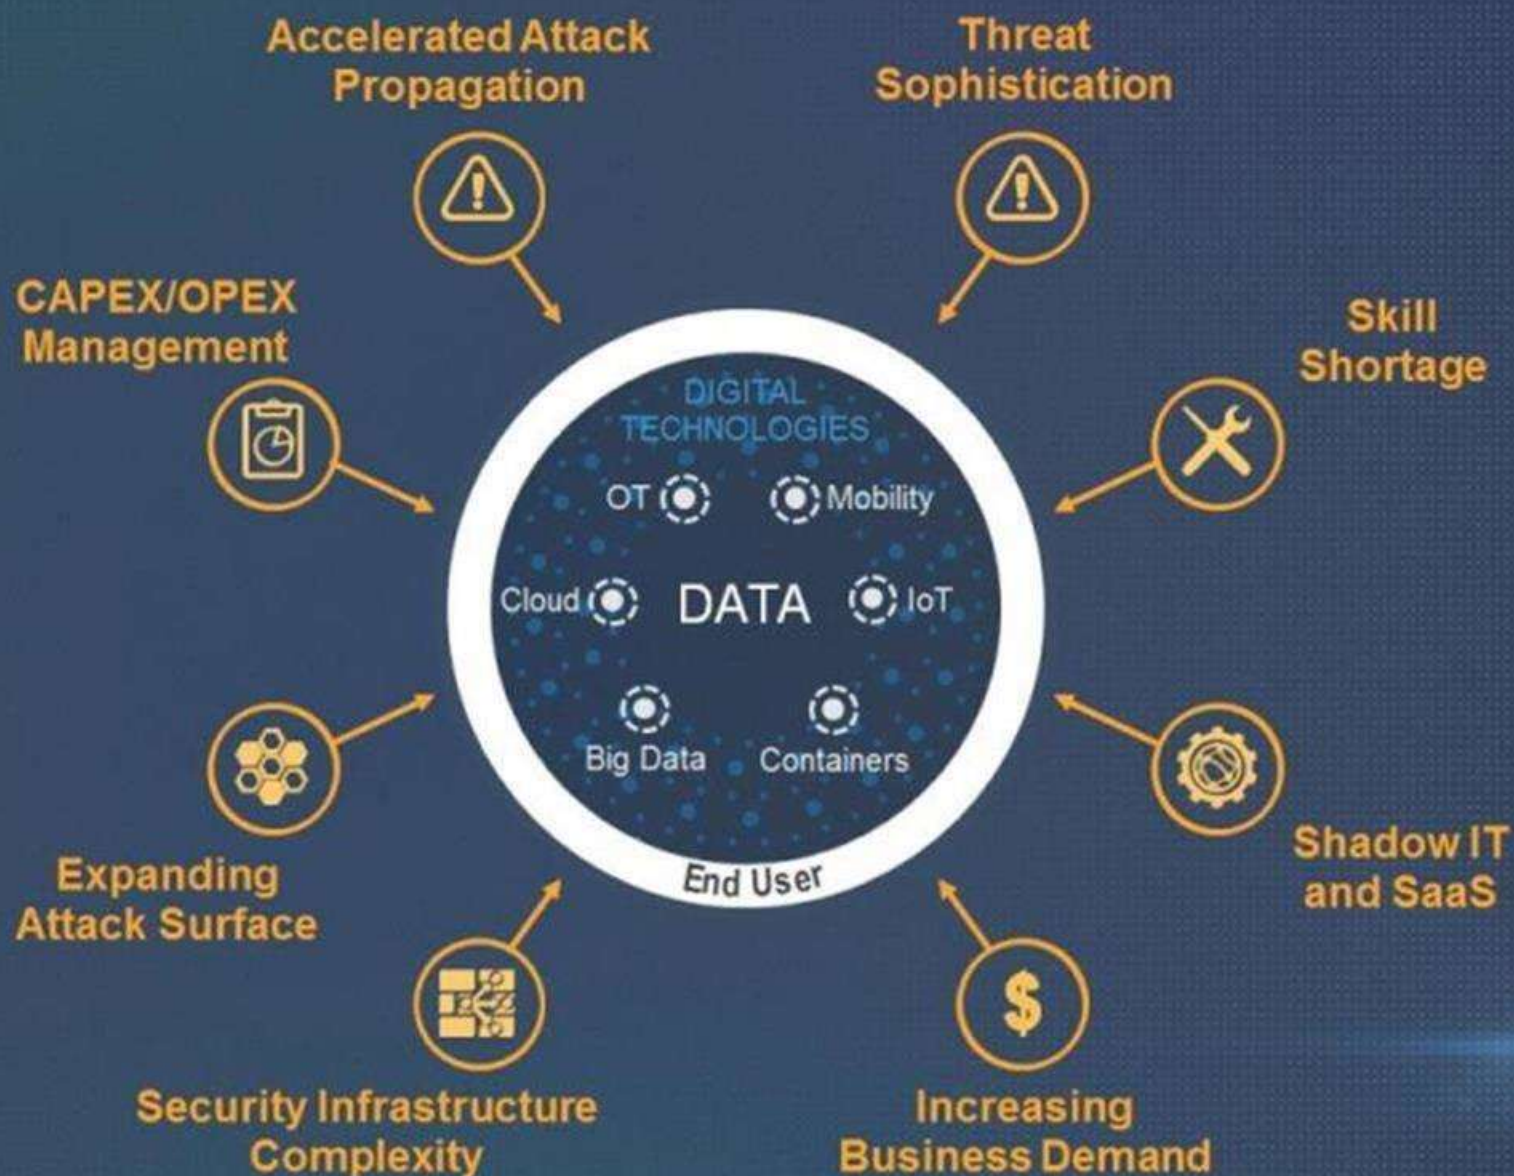 Accelerated Attack
Propagation
Threat
Sophistication
CAPEX/OPEX
Management
Skill
Shortage
DIGITAL
TECHNOLOGIES
OT
Mobility
Cloud
DATA
IoT
Big Data
Containers
End User
Expanding
Attack Surface
Shadow IT
and SaaS
Security Infrastructure
Complexity
Increasing
Business Demand